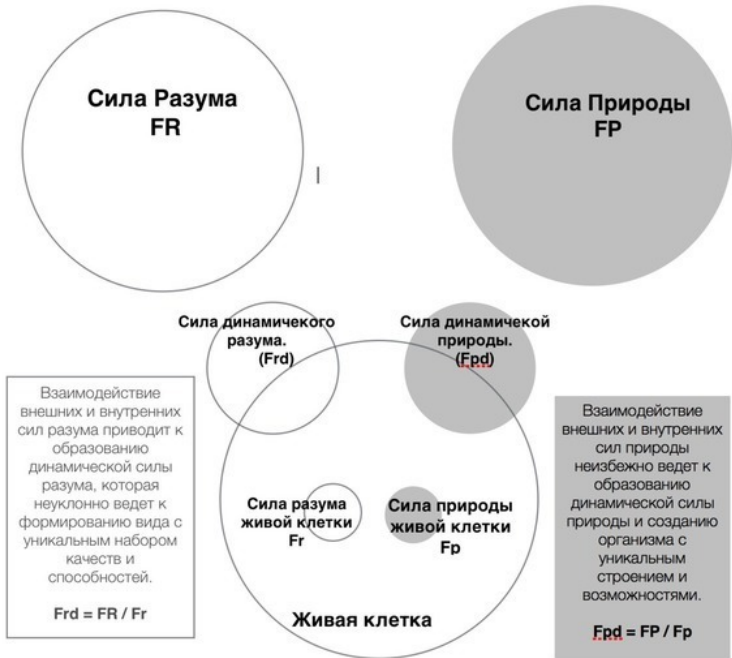 Сила Разума
FR
Сила Природы
FP
Сила динамичекого
разума.
(Frd)
Сила динамичекой
природы.
(Fpd)
Взаимодействие
внешних и внутренних
сил разума приводит к
образованию
динамической силы
разума, которая
неуклонно ведет к
формированию вида с
уникальным набором
качеств и
способностей.
Frd = FR / Fr
Сила разума
живой клетки
Fr
Сила природы
живой клетки
Fp
Живая клетка
Взаимодействие
внешних и внутренних
сил природы
неизбежно ведет к
образованию
динамической силы
природы и созданию
организма с
уникальным
строением и
возможностями.
Fpd = FP / Fp